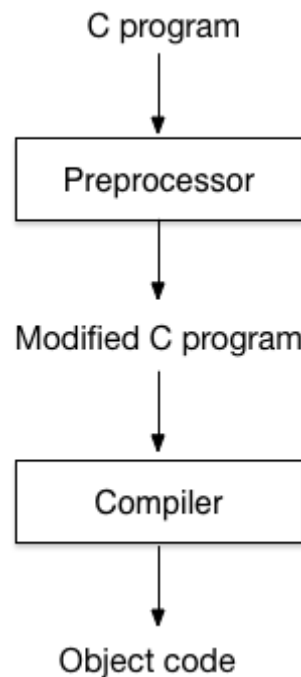 C program
Preprocessor
Modified C program
Compiler
Object code